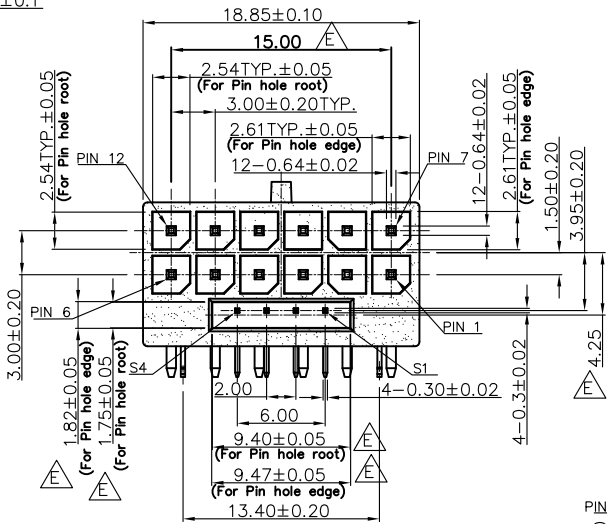 ±0.1
18.85±0.10
15.00
E
2.54TYP.±0.05
(For Pin hole root)
3.00±0.20TYP.
2.61TYP.±0.05
(For Pin hole edge)
12-0.64±0.02
PIN 12
PIN 7
2.54TYP.±0.05
(For Pin hole root)
12-0.64±0.02
2.61TYP.±0.05
(For Pin hole edge)
1.50±0.20
3.95±0.20
3.00±0.20
PIN 6
PIN 1
S4
S1
1.82±0.05
(For Pin hole edge)
E
1.75±0.05
(For Pin hole root)
E
2.00
4-0.30±0.02
4-0.3±0.02
4.25
E
6.00
9.40±0.05
(For Pin hole root)
E
9.47±0.05
(For Pin hole edge)
E
13.40±0.20
PIN